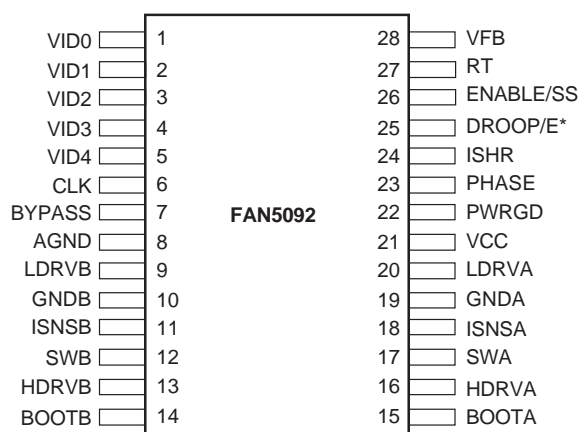 VID0 1 28 VFB
VID1 2 27 RT
VID2 3 26 ENABLE/SS
VID3 4 25 DROOP/E*
VID4 5 24 ISHR
CLK 6 23 PHASE
BYPASS 7 FAN5092 22 PWRGD
AGND 8 21 VCC
LDRVB 9 20 LDRVA
GNDB 10 19 GNDA
ISNSB 11 18 ISNSA
SWB 12 17 SWA
HDRVB 13 16 HDRVA
BOOTB 14 15 BOOTA